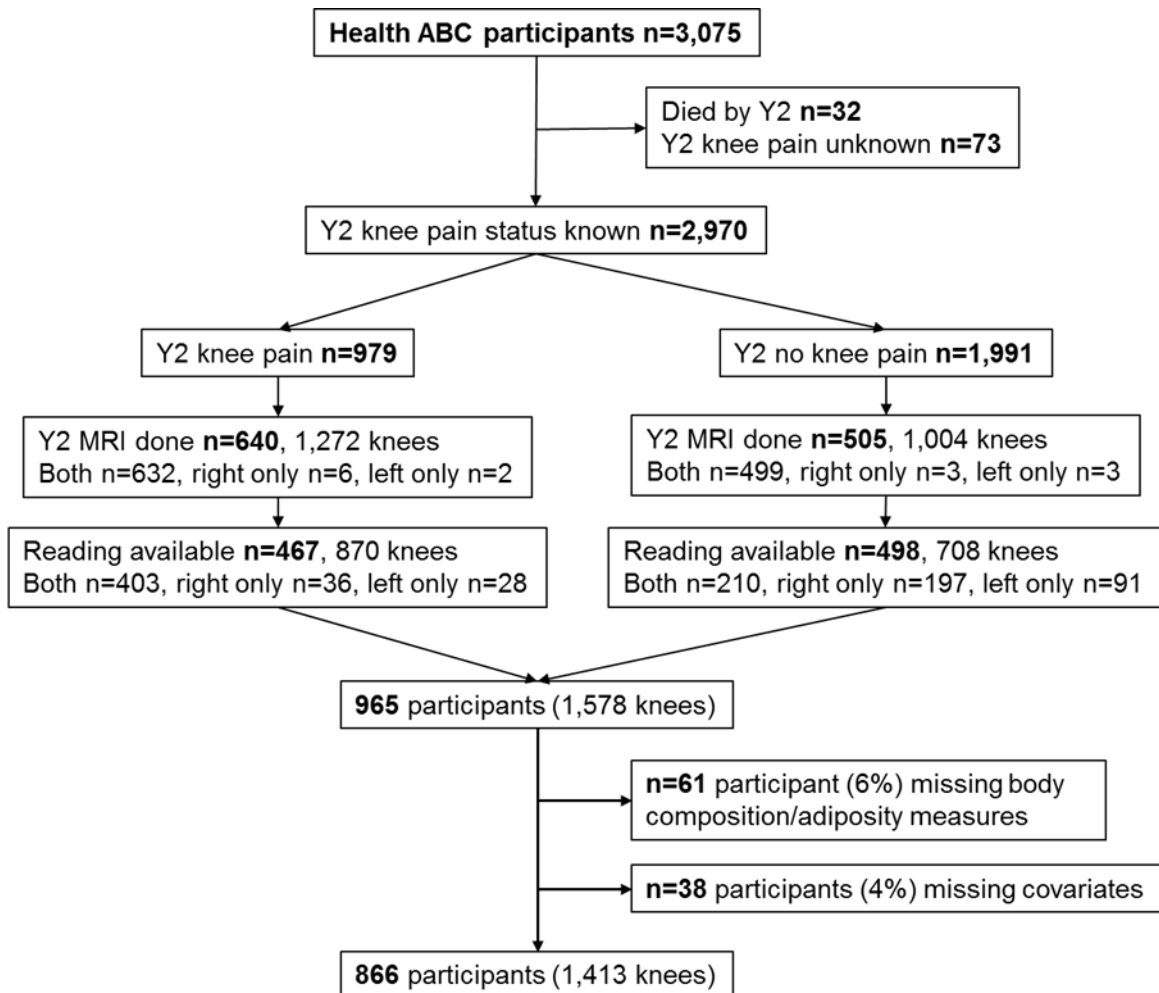 Health ABC participants n=3,075
Died by Y2 n=32
Y2 knee pain unknown n=73
Y2 knee pain status known n=2,970
Y2 knee pain n=979
Y2 no knee pain n=1,991
Y2 MRI done n=640, 1,272 knees
Both n=632, right only n=6, left only n=2
Y2 MRI done n=505, 1,004 knees
Both n=499, right only n=3, left only n=3
Reading available n=467, 870 knees
Both n=403, right only n=36, left only n=28
Reading available n=498, 708 knees
Both n=210, right only n=197, left only n=91
965 participants (1,578 knees)
n=61 participant (6%) missing body
composition/adiposity measures
n=38 participants (4%) missing covariates
866 participants (1,413 knees)